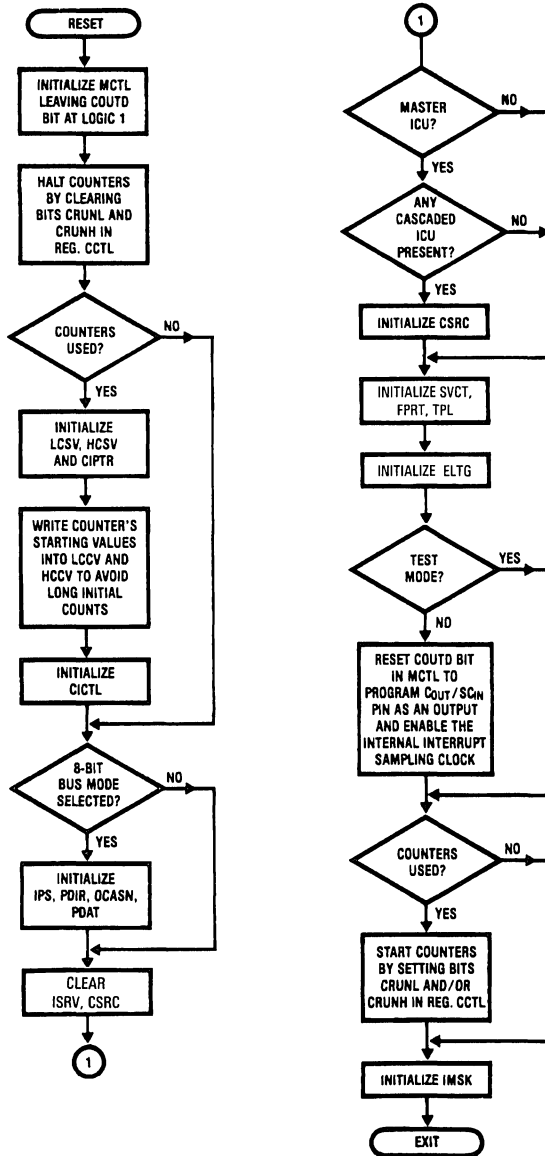 RESET
INITIALIZE MCTL
LEAVING COUTD
BIT AT LOGIC 1
HALT COUNTERS
BY CLEARING
BITS CRUNL AND
CRUNH IN
REG. CCTL
COUNTERS
USED?
NO
YES
INITIALIZE
LCSV, HCSV
AND CIPTR
WRITE COUNTER'S
STARTING VALUES
INTO LCCV AND
HCCV TO AVOID
LONG INITIAL
COUNTS
INITIALIZE
CICTL
8-BIT
BUS MODE
SELECTED?
NO
YES
INITIALIZE
IPS, PDIR, OCASN,
PDAT
CLEAR
ISRV, CSRC
1
1
MASTER
ICU?
NO
YES
ANY
CASCADED
ICU
PRESENT?
NO
YES
INITIALIZE CSRC
INITIALIZE SVCT,
FPRT, TPL
INITIALIZE ELTG
TEST
MODE?
YES
NO
RESET COUTD BIT
IN MCTL TO
PROGRAM COUT/SCIN
PIN AS AN OUTPUT
AND ENABLE THE
INTERNAL INTERRUPT
SAMPLING CLOCK
COUNTERS
USED?
NO
YES
START COUNTERS
BY SETTING BITS
CRUNL AND/OR
CRUNH IN REG. CCTL
INITIALIZE IMSK
EXIT